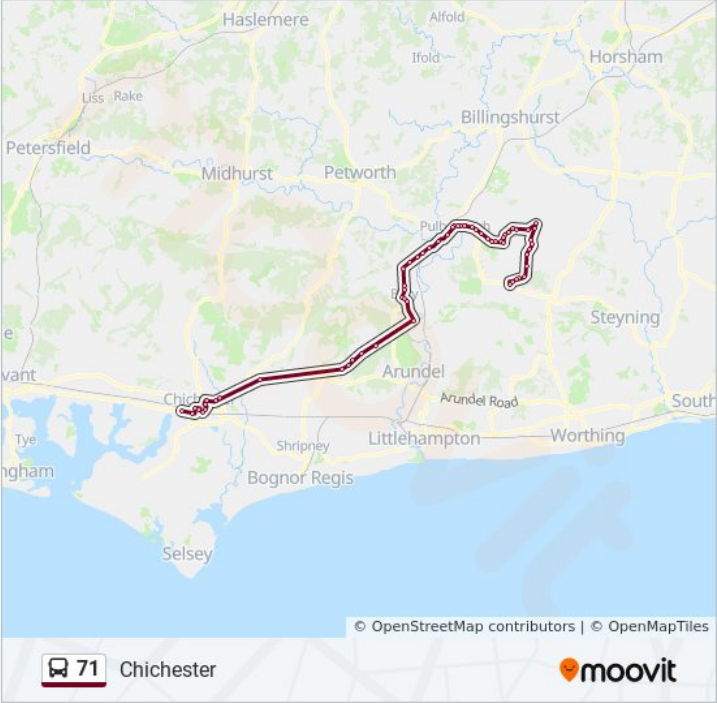 Haslemere
Alfold
Ifold
Horsham
Liss
Rake
Billingshurst
Petersfield
Midhurst
Petworth
Steyning
vant
Arundel
Arundel Road
South
Tye
Shripney
Littlehampton
Worthing
ngham
Bognor Regis
Selsey
© OpenStreetMap contributors | © OpenMapTiles
71 Chichester
moovit